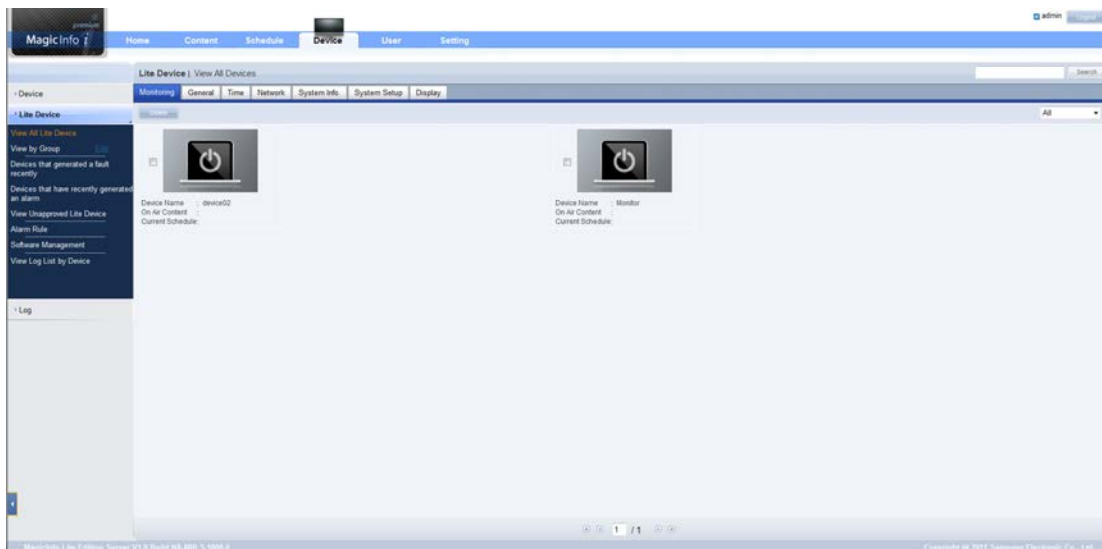 premium
MagicInfo i
admin
Home Content Schedule Device User Setting
Lite Device | View All Devices
Search
Device
Monitoring General Time Network System Info. System Setup Display
Lite Device
All
View All Lite Device
View by Group
Devices that generated a fault
recently
Devices that have recently generated
an alarm
View Unapproved Lite Device
Alarm Rule
Software Management
View Log List by Device
Log
Device Name : device02
On Air Content :
Current Schedule:
Device Name : Monitor
On Air Content :
Current Schedule:
1 / 1